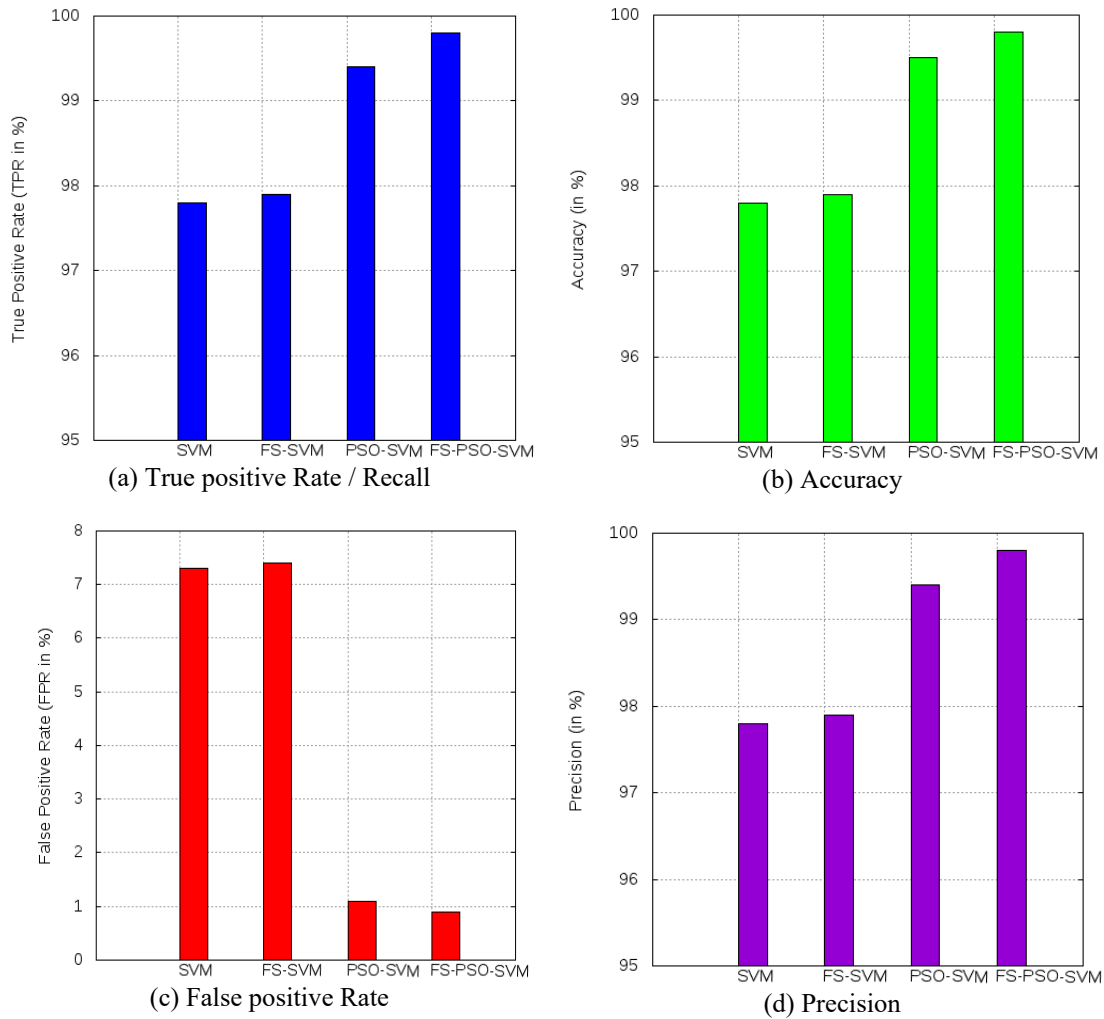 100
99
98
97
96
95
True Positive Rate (TPR in %)
SVM FS-SVM PSO-SVM FS-PSO-SVM
(a) True positive Rate / Recall
100
99
98
97
96
95
Accuracy (in %)
SVM FS-SVM PSO-SVM FS-PSO-SVM
(b) Accuracy
8
7
6
5
4
3
2
1
0
False Positive Rate (FPR in %)
SVM FS-SVM PSO-SVM FS-PSO-SVM
(c) False positive Rate
100
99
98
97
96
95
Precision (in %)
SVM FS-SVM PSO-SVM FS-PSO-SVM
(d) Precision